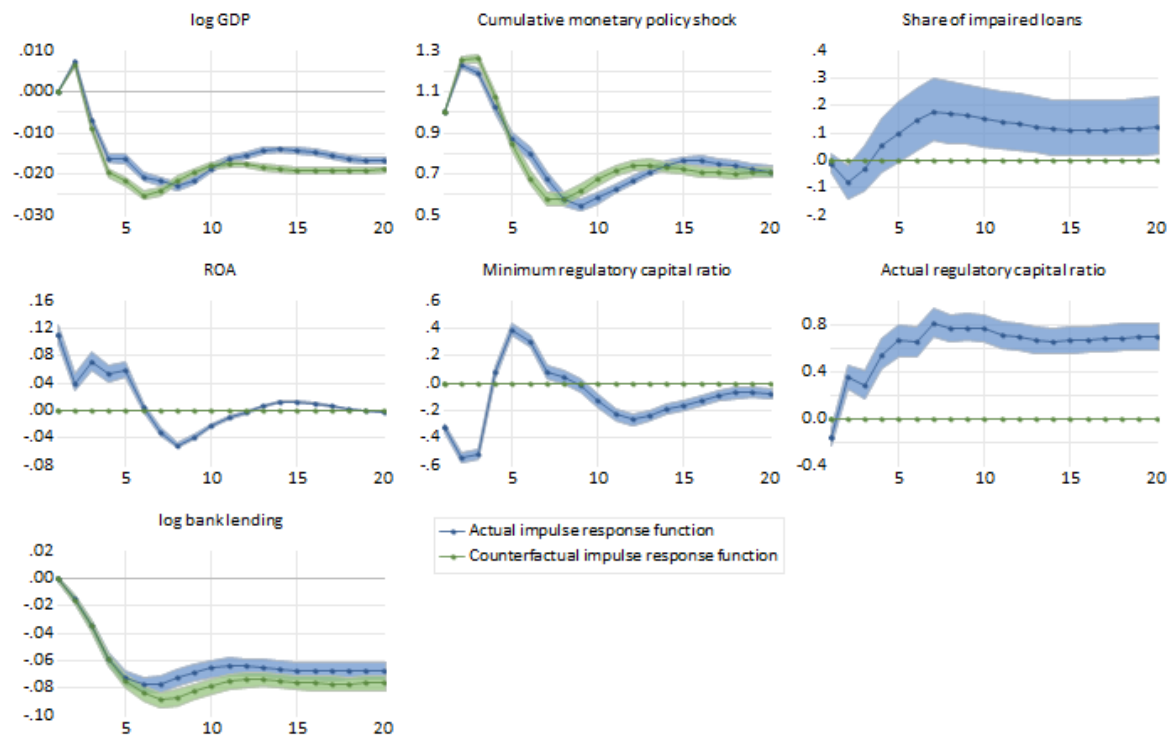 log GDP
.010
.000
-.010
-.020
-.030
5 10 15 20
Cumulative monetary policy shock
1.3
1.1
0.9
0.7
0.5
5 10 15 20
Share of impaired loans
.4
.3
.2
.1
.0
-.1
-.2
5 10 15 20
ROA
.16
.12
.08
.04
.00
-.04
-.08
5 10 15 20
Minimum regulatory capital ratio
.6
.4
.2
.0
-.2
-.4
-.6
5 10 15 20
Actual regulatory capital ratio
0.8
0.4
0.0
-0.4
5 10 15 20
log bank lending
.02
.00
-.02
-.04
-.06
-.08
-.10
5 10 15 20
Actual impulse response function
Counterfactual impulse response function